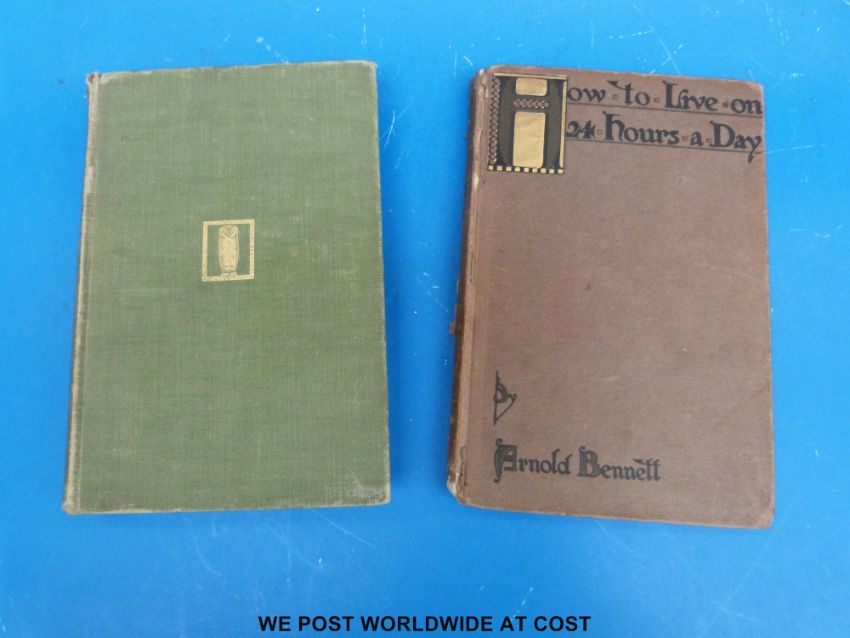 How to Live on
24 hours a Day
By
Arnold Bennett
WE POST WORLDWIDE AT COST